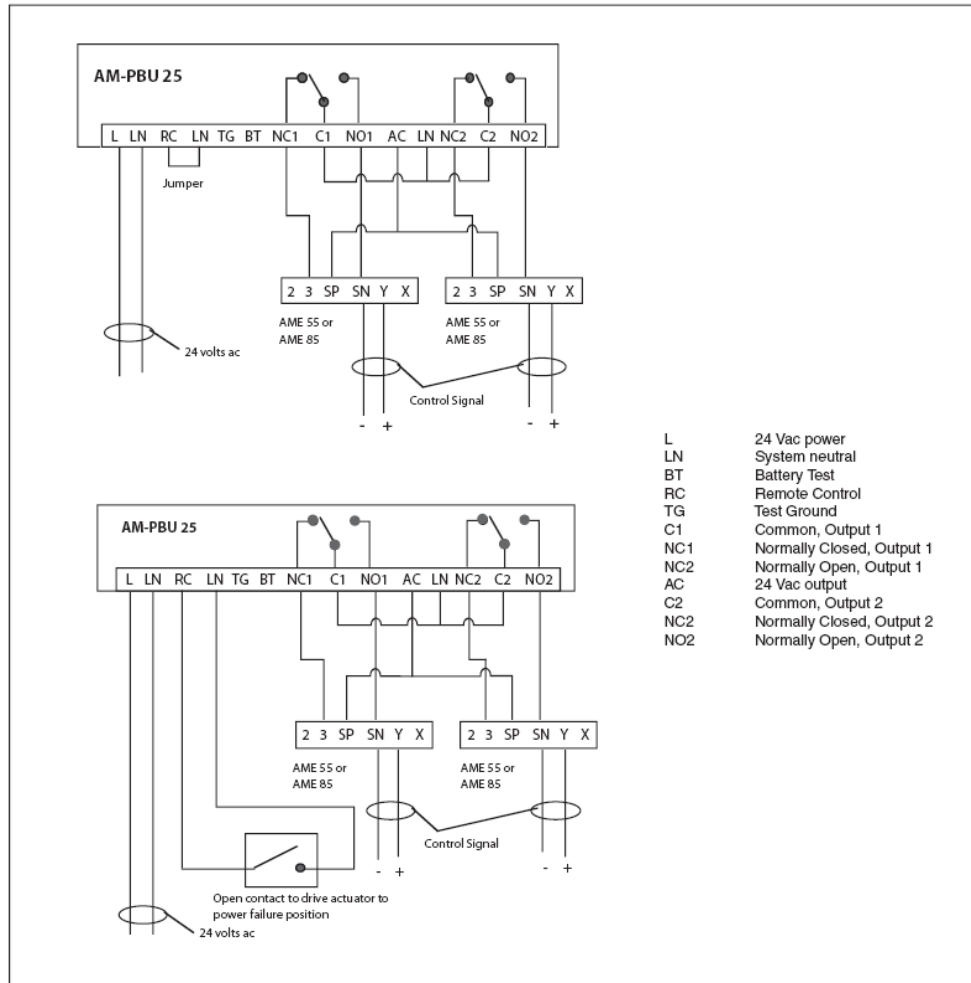 AM-PBU 25
L LN RC LN TG BT NC1 C1 NO1 AC LN NC2 C2 NO2
Jumper
2 3 SP SN Y X
2 3 SP SN Y X
AME 55 or
AME 85
AME 55 or
AME 85
24 volts ac
Control Signal
- +
- +
L 24 Vac power
LN System neutral
BT Battery Test
RC Remote Control
TG Test Ground
C1 Common, Output 1
NC1 Normally Closed, Output 1
NC2 Normally Open, Output 1
AC 24 Vac output
C2 Common, Output 2
NC2 Normally Closed, Output 2
NO2 Normally Open, Output 2
AM-PBU 25
L LN RC LN TG BT NC1 C1 NO1 AC LN NC2 C2 NO2
2 3 SP SN Y X
2 3 SP SN Y X
AME 55 or
AME 85
AME 55 or
AME 85
Control Signal
- +
- +
Open contact to drive actuator to
power failure position
24 volts ac